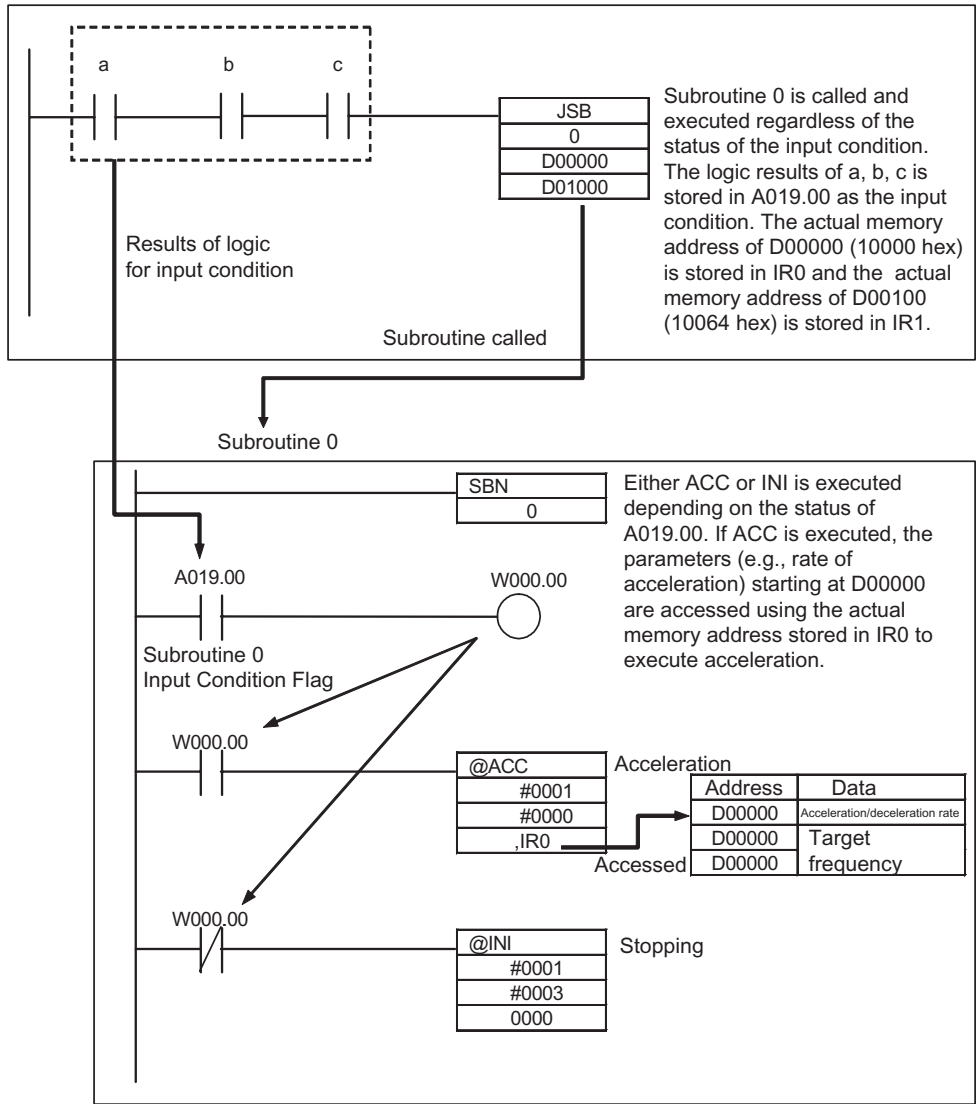 a
b
c
JSB
0
D00000
D01000
Subroutine 0 is called and
executed regardless of the
status of the input condition.
The logic results of a, b, c is
stored in A019.00 as the input
condition. The actual memory
address of D00000 (10000 hex)
is stored in IR0 and the actual
memory address of D00100
(10064 hex) is stored in IR1.
Results of logic
for input condition
Subroutine called
Subroutine 0
SBN
0
Either ACC or INI is executed
depending on the status of
A019.00. If ACC is executed, the
parameters (e.g., rate of
acceleration) starting at D00000
are accessed using the actual
memory address stored in IR0 to
execute acceleration.
A019.00
W000.00
Subroutine 0
Input Condition Flag
W000.00
@ACC
#0001
#0000
,IR0
Acceleration
Accessed
Address Data
D00000 Acceleration/deceleration rate
D00000 Target
D00000 frequency
W000.00
@INI
#0001
#0003
0000
Stopping